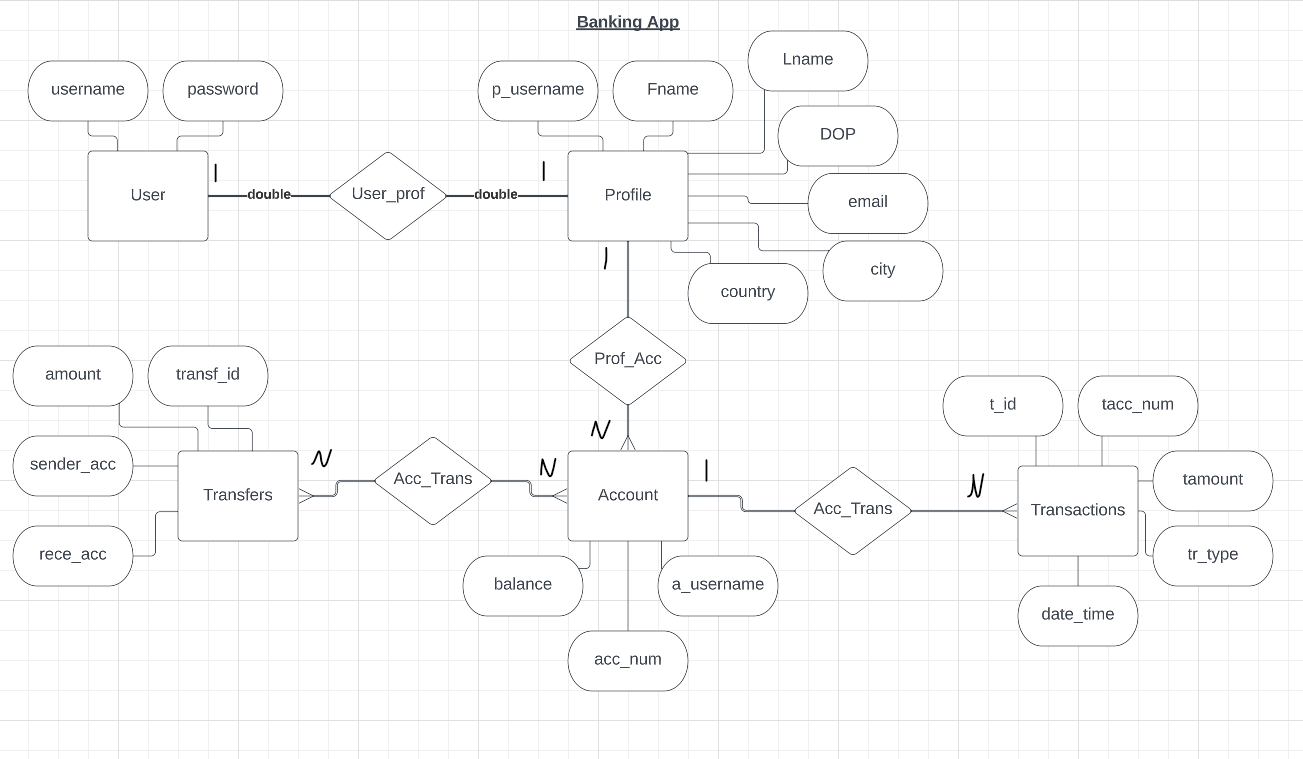 Banking App
Lname
username
password
p_username
Fname
DOP
1
1
User
double
User_prof
double
Profile
email
city
1
country
Prof_Acc
amount
transf_id
t_id
tacc_num
N
N
N
1
N
sender_acc
Transfers
Acc_Trans
Account
Acc_Trans
Transactions
tamount
rece_acc
tr_type
balance
a_username
date_time
acc_num